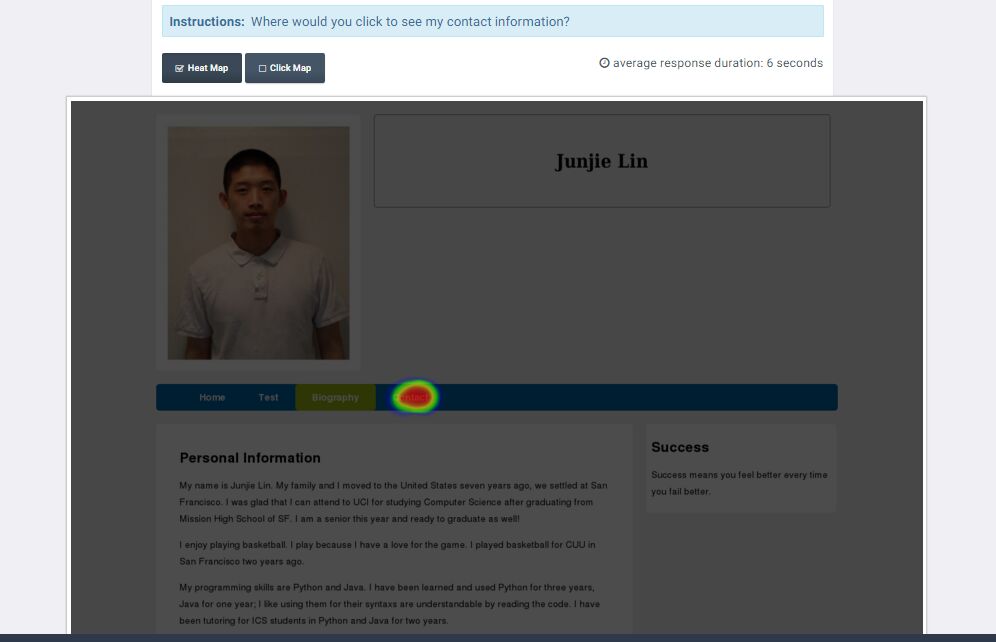 Instructions: Where would you click to see my contact information?
Heat Map
Click Map
average response duration: 6 seconds
Junjie Lin
Home Test Biography Contact
Personal Information
My name is Junjie Lin. My family and I moved to the United States seven years ago, we settled at San
Francisco. I was glad that I can attend to UCI for studying Computer Science after graduating from
Mission High School of SF. I am a senior this year and ready to graduate as well!
I enjoy playing basketball. I play because I have a love for the game. I played basketball for CUU in
San Francisco two years ago.
My programming skills are Python and Java. I have been learned and used Python for three years,
Java for one year; I like using them for their syntaxs are understandable by reading the code. I have
been tutoring for ICS students in Python and Java for two years.
Success
Success means you feel better every time
you fail better.